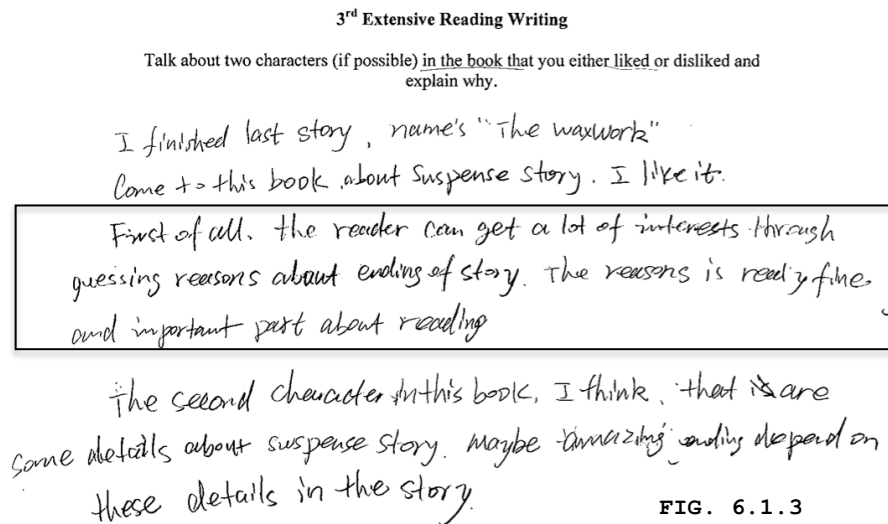 3rd Extensive Reading Writing
Talk about two characters (if possible) in the book that you either liked or disliked and
explain why.
I finished last story, name's "The waxwork"
Come to this book about suspense story. I like it.
First of all. the reader can get a lot of interests through
guessing reasons about ending of story. The reasons is really fine
and important part about reading
The second character in this book, I think, that is are
some details about suspense story. Maybe amazing ending depend on
these details in the story.
FIG. 6.1.3